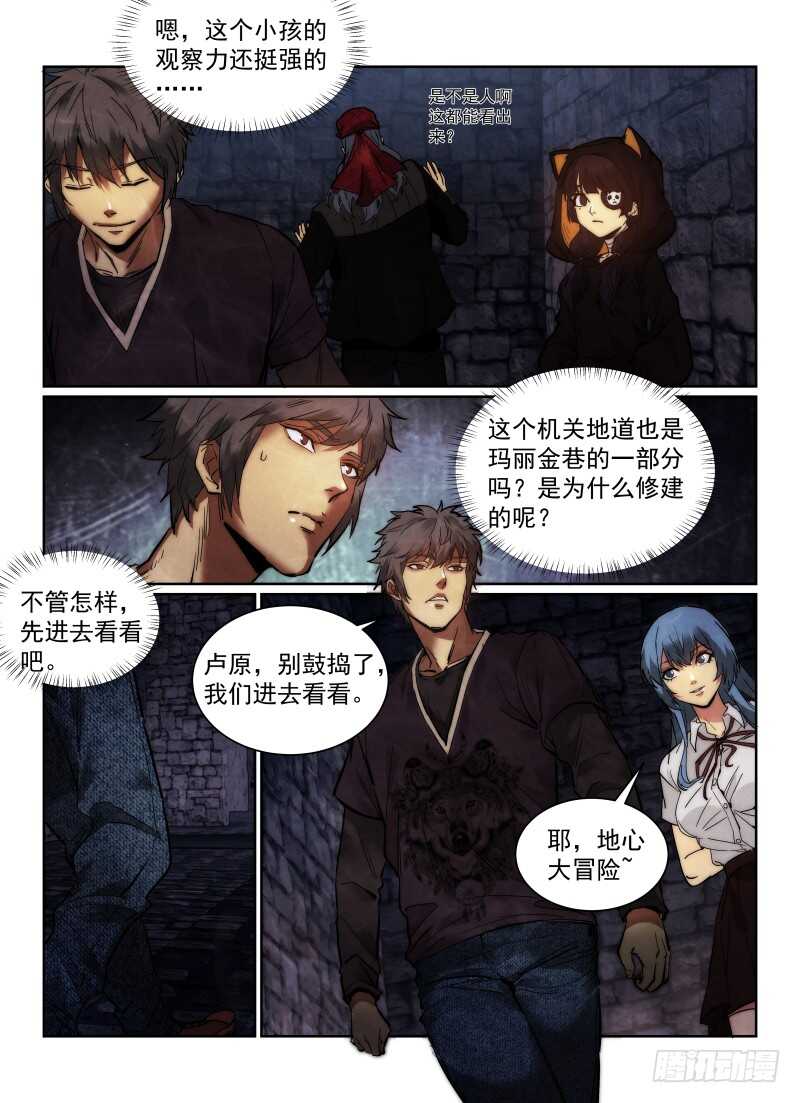 嗯，这个小孩的
观察力还挺强的
……
是不是人啊
这都能看出
来？
这个机关地道也是
玛丽金巷的一部分
吗？是为什么修建
的呢？
不管怎样，
先进去看看
吧。
卢原，别鼓捣了，
我们进去看看。
耶，地心
大冒险~
腾讯动漫